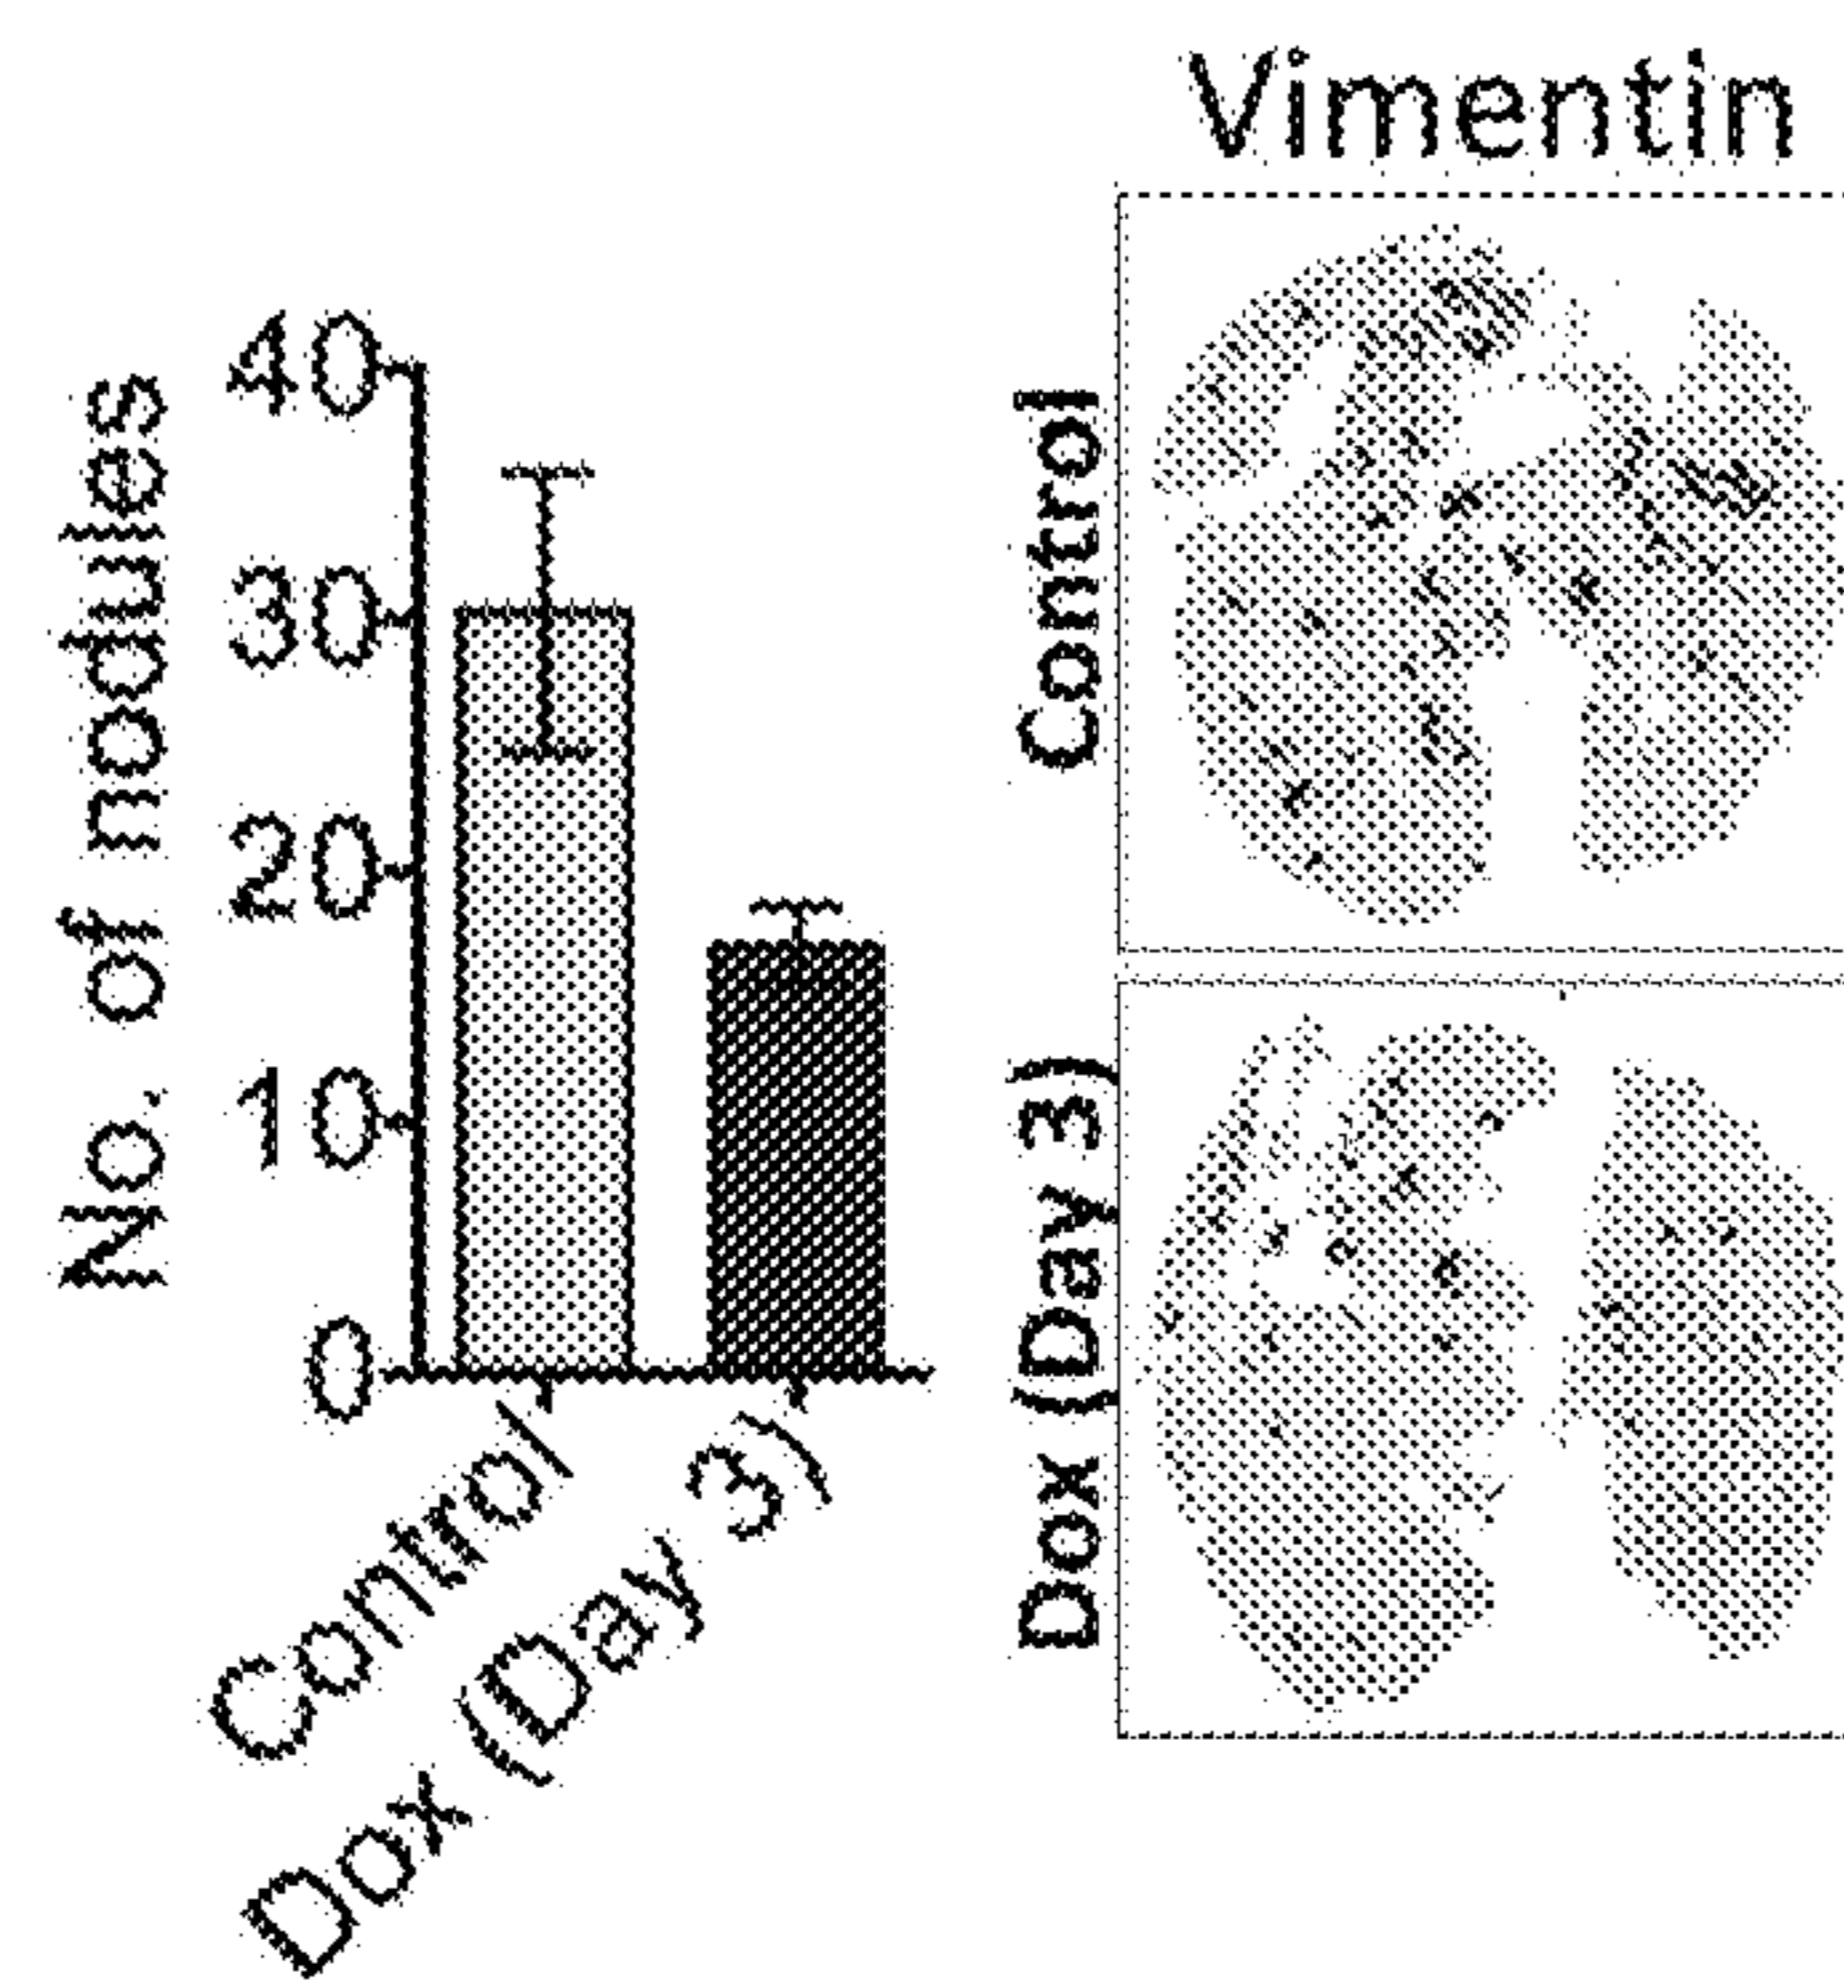 Vimentin
No. of nodules
40
30
20
10
0
Control
Dox (Day 3)
Control
Dox (Day 3)